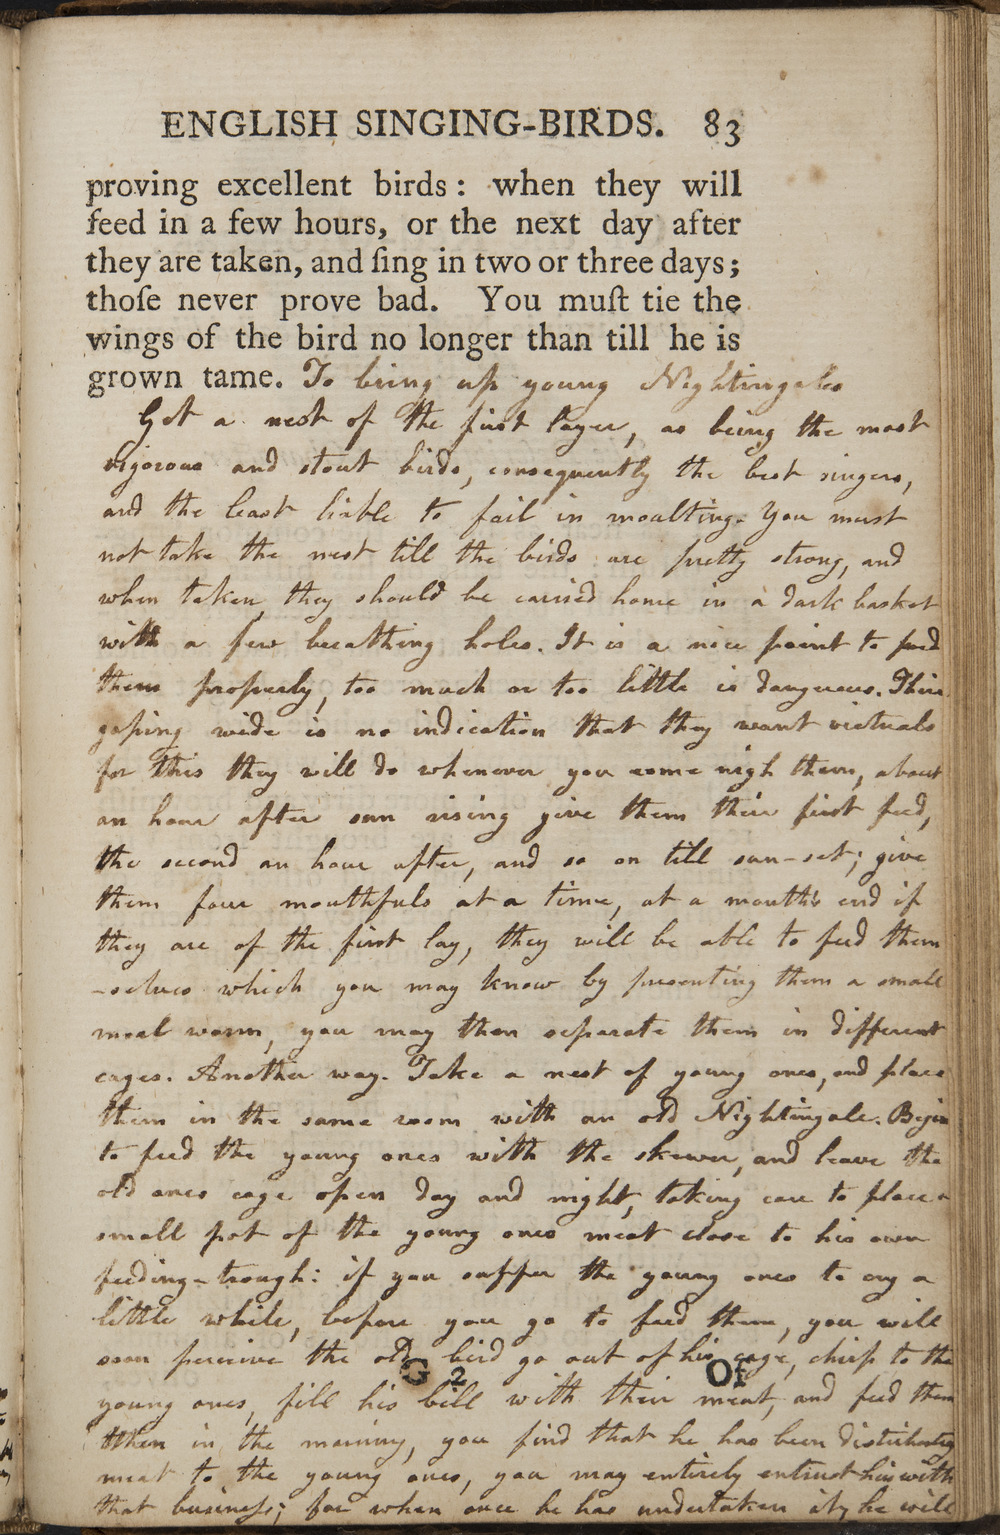 ENGLISH SINGING-BIRDS. 83
proving excellent birds: when they will
feed in a few hours, or the next day after
they are taken, and ſing in two or three days;
thoſe never prove bad. You muſt tie the
wings of the bird no longer than till he is
grown tame. To bring up young Nightingales
Get a nest of the first layer, as being the most
vigorous and stout birds, consequently the best singers,
and the least liable to fail in moulting. You must
not take the nest till the birds are pretty strong, and
when taken, they should be carried home in a dark basket
with a few breathing holes. It is a nice point to feed
them properly, too much or too little is dangerous. Their
gaping wide is no indication that they want victuals
for this they will do whenever you come nigh them, about
an hour after sun rising give them their first feed,
the second an hour after, and so on till sun-set; give
them four mouthfuls at a time, at a month's end if
they are of the first lay, they will be able to feed them
-selves which you may know by presenting them a small
meal worm, you may then separate them in different
cages. Another way. Take a nest of young ones, and place
them in the same room with an old Nightingale. Begin
to feed the young ones with the skewer, and leave the
old ones cage open day and night, taking care to place a
small pot of the young ones meat close to his own
feeding-trough: if you suffer the young ones to cry a
little while, before you go to feed them, you will
soon perceive the old bird go out of his cage, chirp to the
G 2 Of
young ones, fill his bill with their meat, and feed them
then in the morning, you find that he has been distributing
meat to the young ones, you may entirely entrust him with
that busineſs; for when once he has undertaken it, he will